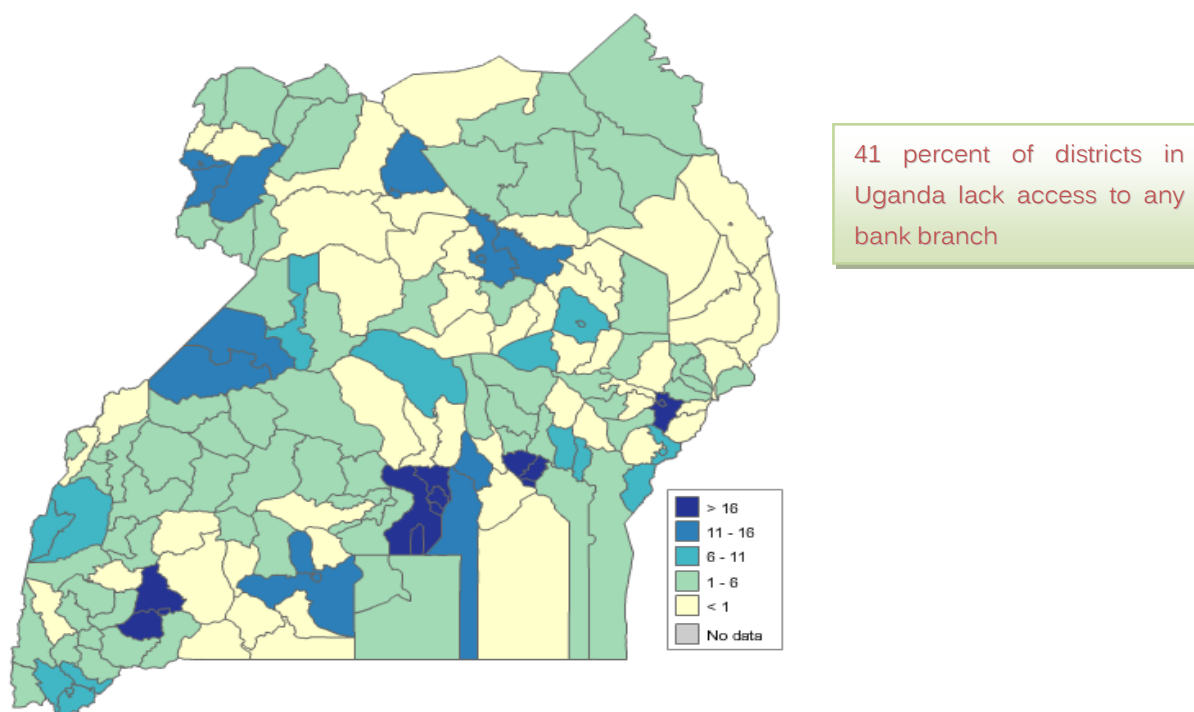 41 percent of districts in
Uganda lack access to any
bank branch
> 16
11 - 16
6 - 11
1 - 6
< 1
No data